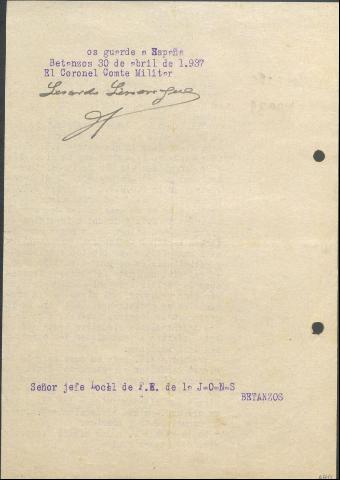 os guarde a España
Betanzos 30 de abril de 1.937
El Coronel Comte Militar
Señor jefe Local de F.E. de la J=O=N=S
BETANZOS